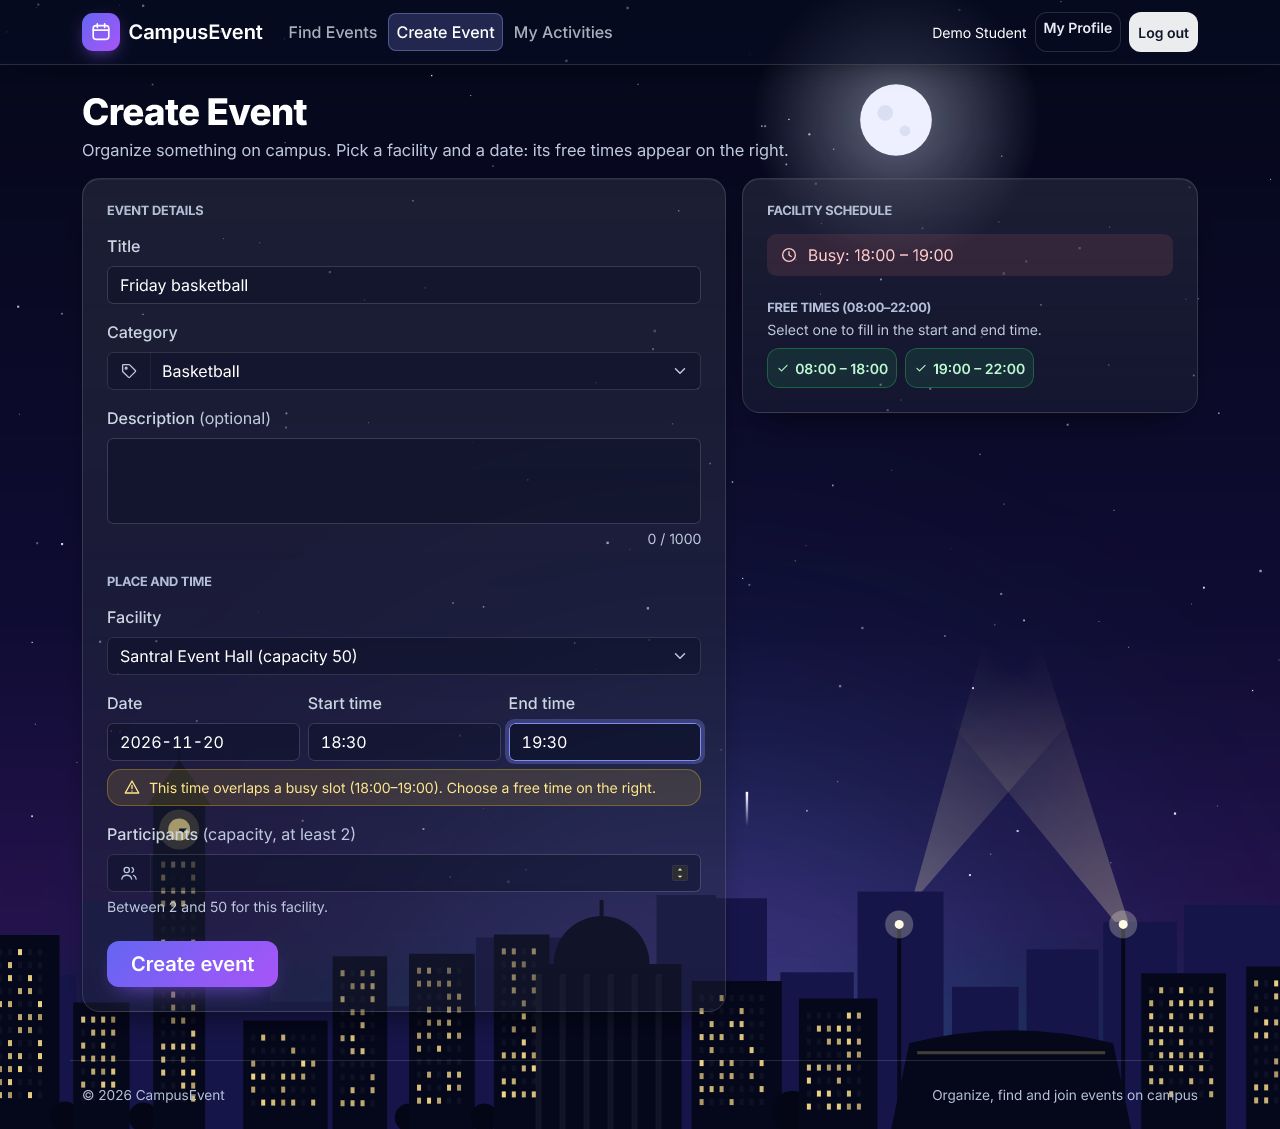 CampusEvent
Find Events
Create Event
My Activities
Demo Student
My Profile
Log out
Create Event
Organize something on campus. Pick a facility and a date: its free times appear on the right.
EVENT DETAILS
Title
Friday basketball
Category
Basketball
Description (optional)
0 / 1000
PLACE AND TIME
Facility
Santral Event Hall (capacity 50)
Date
Start time
End time
2026-11-20
18:30
19:30
This time overlaps a busy slot (18:00–19:00). Choose a free time on the right.
Participants (capacity, at least 2)
Between 2 and 50 for this facility.
Create event
FACILITY SCHEDULE
Busy: 18:00 – 19:00
FREE TIMES (08:00–22:00)
Select one to fill in the start and end time.
08:00 – 18:00
19:00 – 22:00
© 2026 CampusEvent
Organize, find and join events on campus